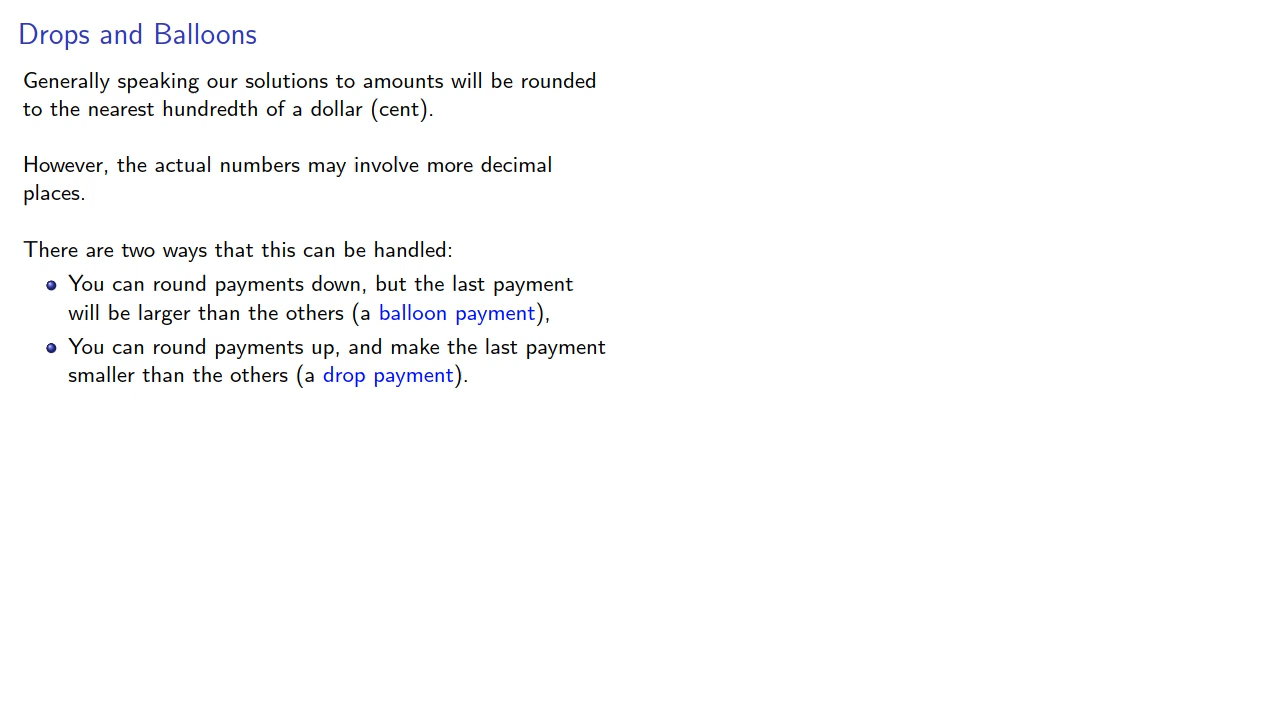 Drops and Balloons
Generally speaking our solutions to amounts will be rounded
to the nearest hundredth of a dollar (cent).
However, the actual numbers may involve more decimal
places.
There are two ways that this can be handled:
You can round payments down, but the last payment
will be larger than the others (a balloon payment),
You can round payments up, and make the last payment
smaller than the others (a drop payment).